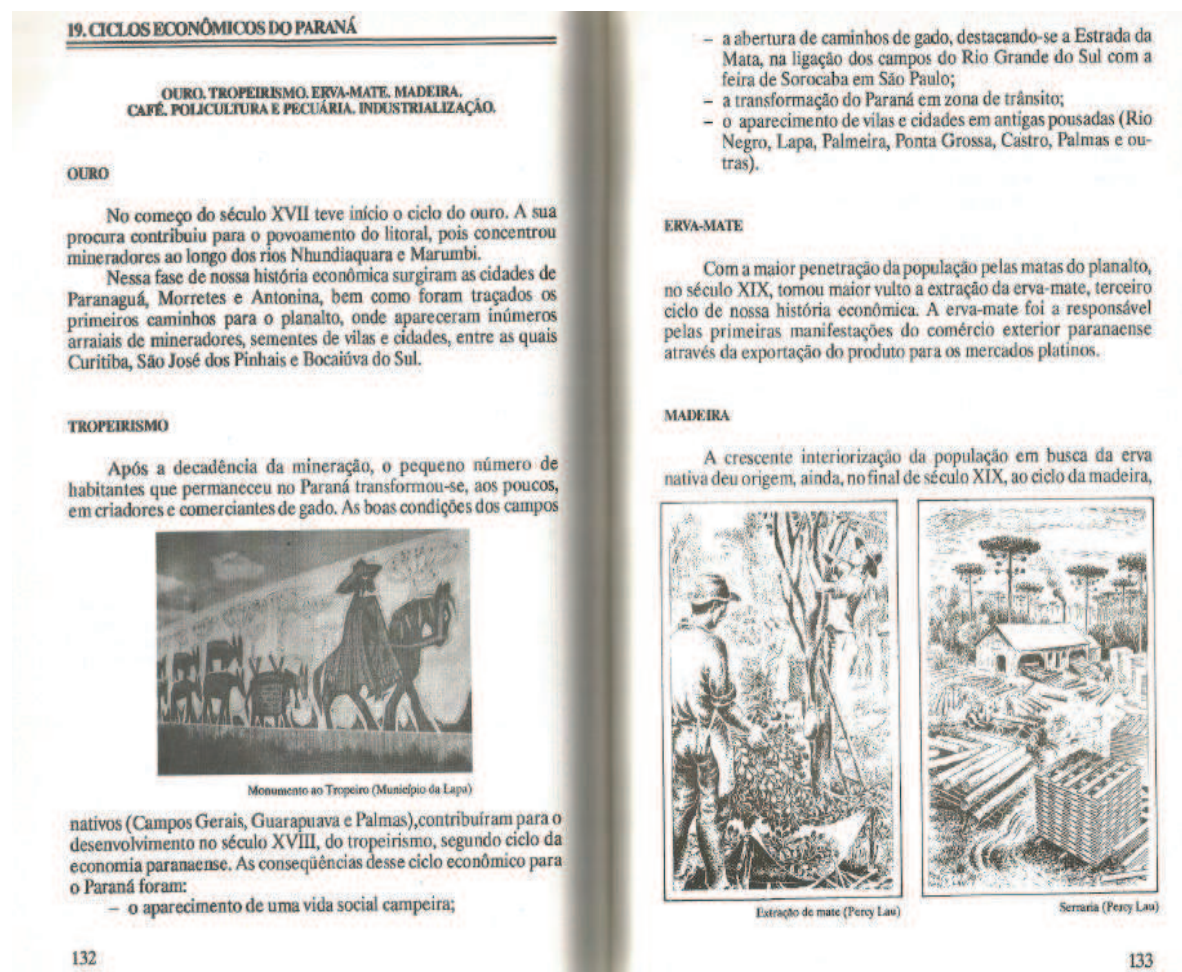 19. CICLOS ECONÔMICOS DO PARANÁ
OURO. TROPEIRISMO. ERVA-MATE. MADEIRA.
CAFÉ. POLICULTURA E PECUÁRIA. INDUSTRIALIZAÇÃO.
OURO
No começo do século XVII teve início o ciclo do ouro. A sua
procura contribuiu para o povoamento do litoral, pois concentrou
mineradores ao longo dos rios Nhundiaquara e Marumbi.
Nessa fase de nossa história econômica surgiram as cidades de
Paranaguá, Morretes e Antonina, bem como foram traçados os
primeiros caminhos para o planalto, onde apareceram inúmeros
arraiais de mineradores, sementes de vilas e cidades, entre as quais
Curitiba, São José dos Pinhais e Bocaiúva do Sul.
TROPEIRISMO
Após a decadência da mineração, o pequeno número de
habitantes que permaneceu no Paraná transformou-se, aos poucos,
em criadores e comerciantes de gado. As boas condições dos campos
Monumento ao Tropeiro (Município da Lapa)
nativos (Campos Gerais, Guarapuava e Palmas),contribuíram para o
desenvolvimento no século XVIII, do tropeirismo, segundo ciclo da
economia paranaense. As conseqüências desse ciclo econômico para
o Paraná foram:
– o aparecimento de uma vida social campeira;
132
– a abertura de caminhos de gado, destacando-se a Estrada da
Mata, na ligação dos campos do Rio Grande do Sul com a
feira de Sorocaba em São Paulo;
– a transformação do Paraná em zona de trânsito;
– o aparecimento de vilas e cidades em antigas pousadas (Rio
Negro, Lapa, Palmeira, Ponta Grossa, Castro, Palmas e ou-
tras).
ERVA-MATE
Com a maior penetração da população pelas matas do planalto,
no século XIX, tomou maior vulto a extração da erva-mate, terceiro
ciclo de nossa história econômica. A erva-mate foi a responsável
pelas primeiras manifestações do comércio exterior paranaense
através da exportação do produto para os mercados platinos.
MADEIRA
A crescente interiorização da população em busca da erva
nativa deu origem, ainda, no final de século XIX, ao ciclo da madeira,
Extração de mate (Percy Lau)
Serraria (Percy Lau)
133